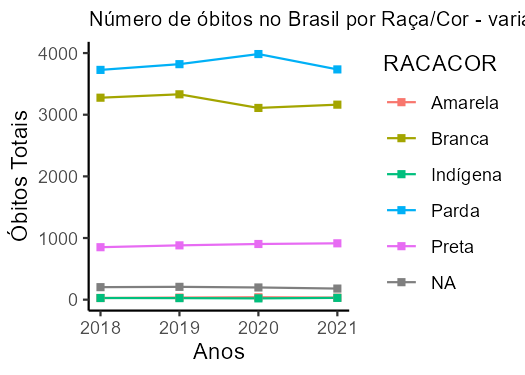 Número de óbitos no Brasil por Raça/Cor - varia
4000
3000
2000
1000
0
Óbitos Totais
2018 2019 2020 2021
Anos
RACACOR
Amarela
Branca
Indígena
Parda
Preta
NA